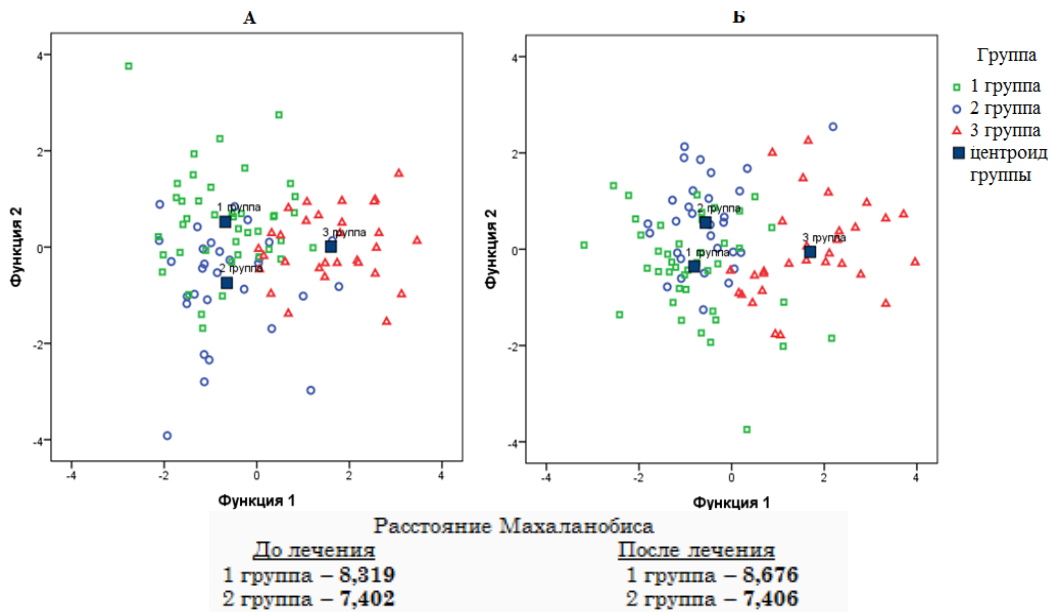 А
4
2
0
-2
-4
-4
-2
0
2
4
Функция 2
Функция 1
1 группа
2 группа
3 группа
Б
4
2
0
-2
-4
-4
-2
0
2
4
Функция 2
Функция 1
2 группа
1 группа
3 группа
Группа
1 группа
2 группа
3 группа
центроид
группы
Расстояние Махаланобиса
До лечения
1 группа – 8,319
2 группа – 7,402
После лечения
1 группа – 8,676
2 группа – 7,406